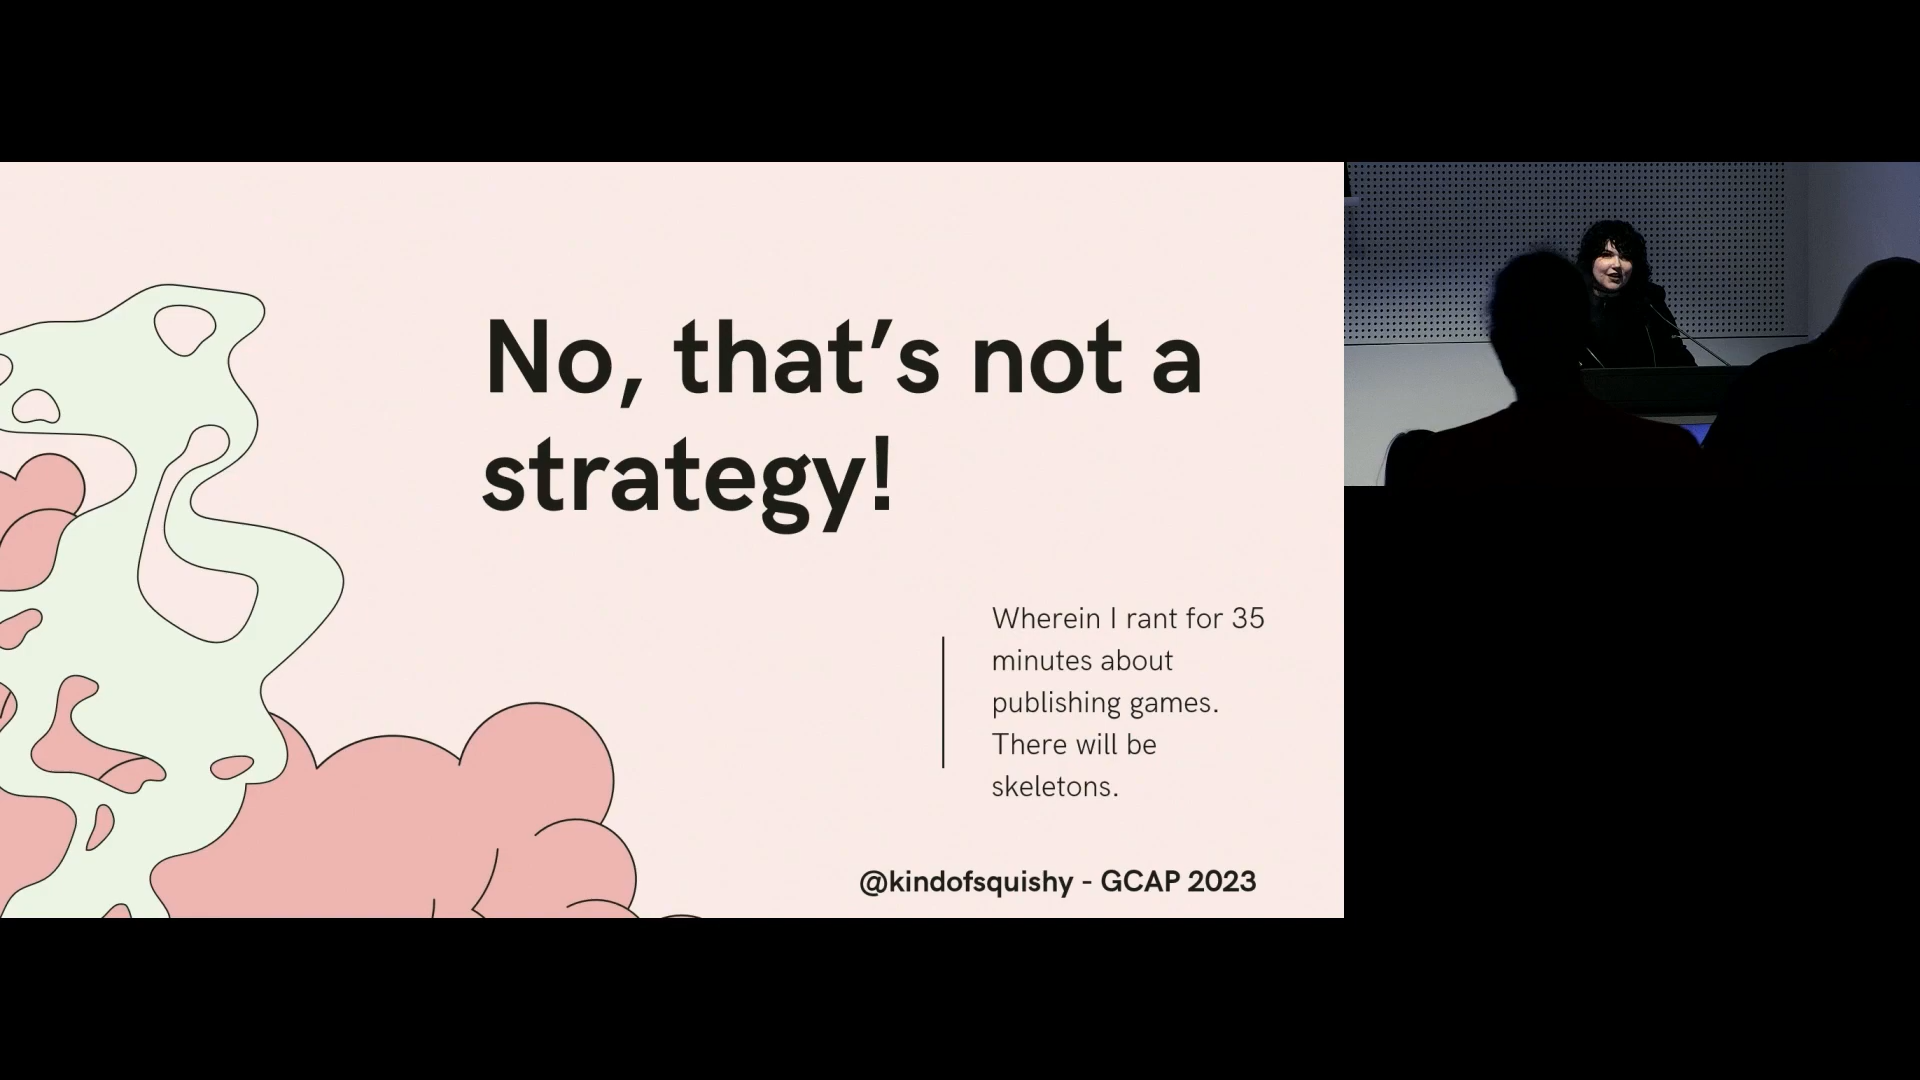 No, that’s not a
strategy!
Wherein I rant for 35
minutes about
publishing games.
There will be
skeletons.
@kindofsquishy - GCAP 2023